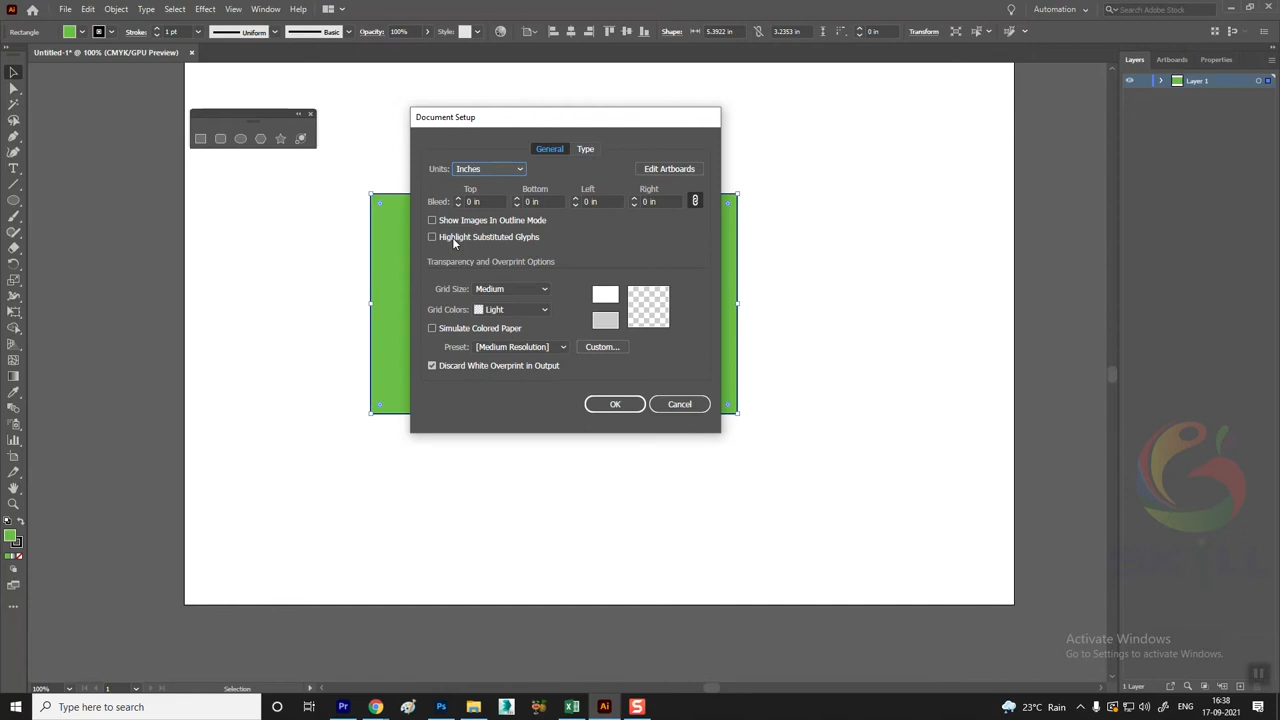 File Edit Object Type Select Effect View Window Help Automation Search Adobe Stock
Rectangle Stroke: 1 pt Uniform Basic Opacity: 100% Style: Shape: 5.3922 in 3.2353 in 0 in Transform
Untitled-1* @ 100% (CMYK/GPU Preview)
Layers Artboards Properties
Layer 1
Document Setup
General Type
Units: Inches Edit Artboards
Top Bottom Left Right
Bleed: 0 in 0 in 0 in 0 in
Show Images In Outline Mode
Highlight Substituted Glyphs
Transparency and Overprint Options
Grid Size: Medium
Grid Colors: Light
Simulate Colored Paper
Preset: [Medium Resolution] Custom...
Discard White Overprint in Output
OK Cancel
Activate Windows
Go to Settings to activate Windows.
100% 1 Selection 1 Layer
Type here to search 23°C Rain ENG 16:38
17-09-2021